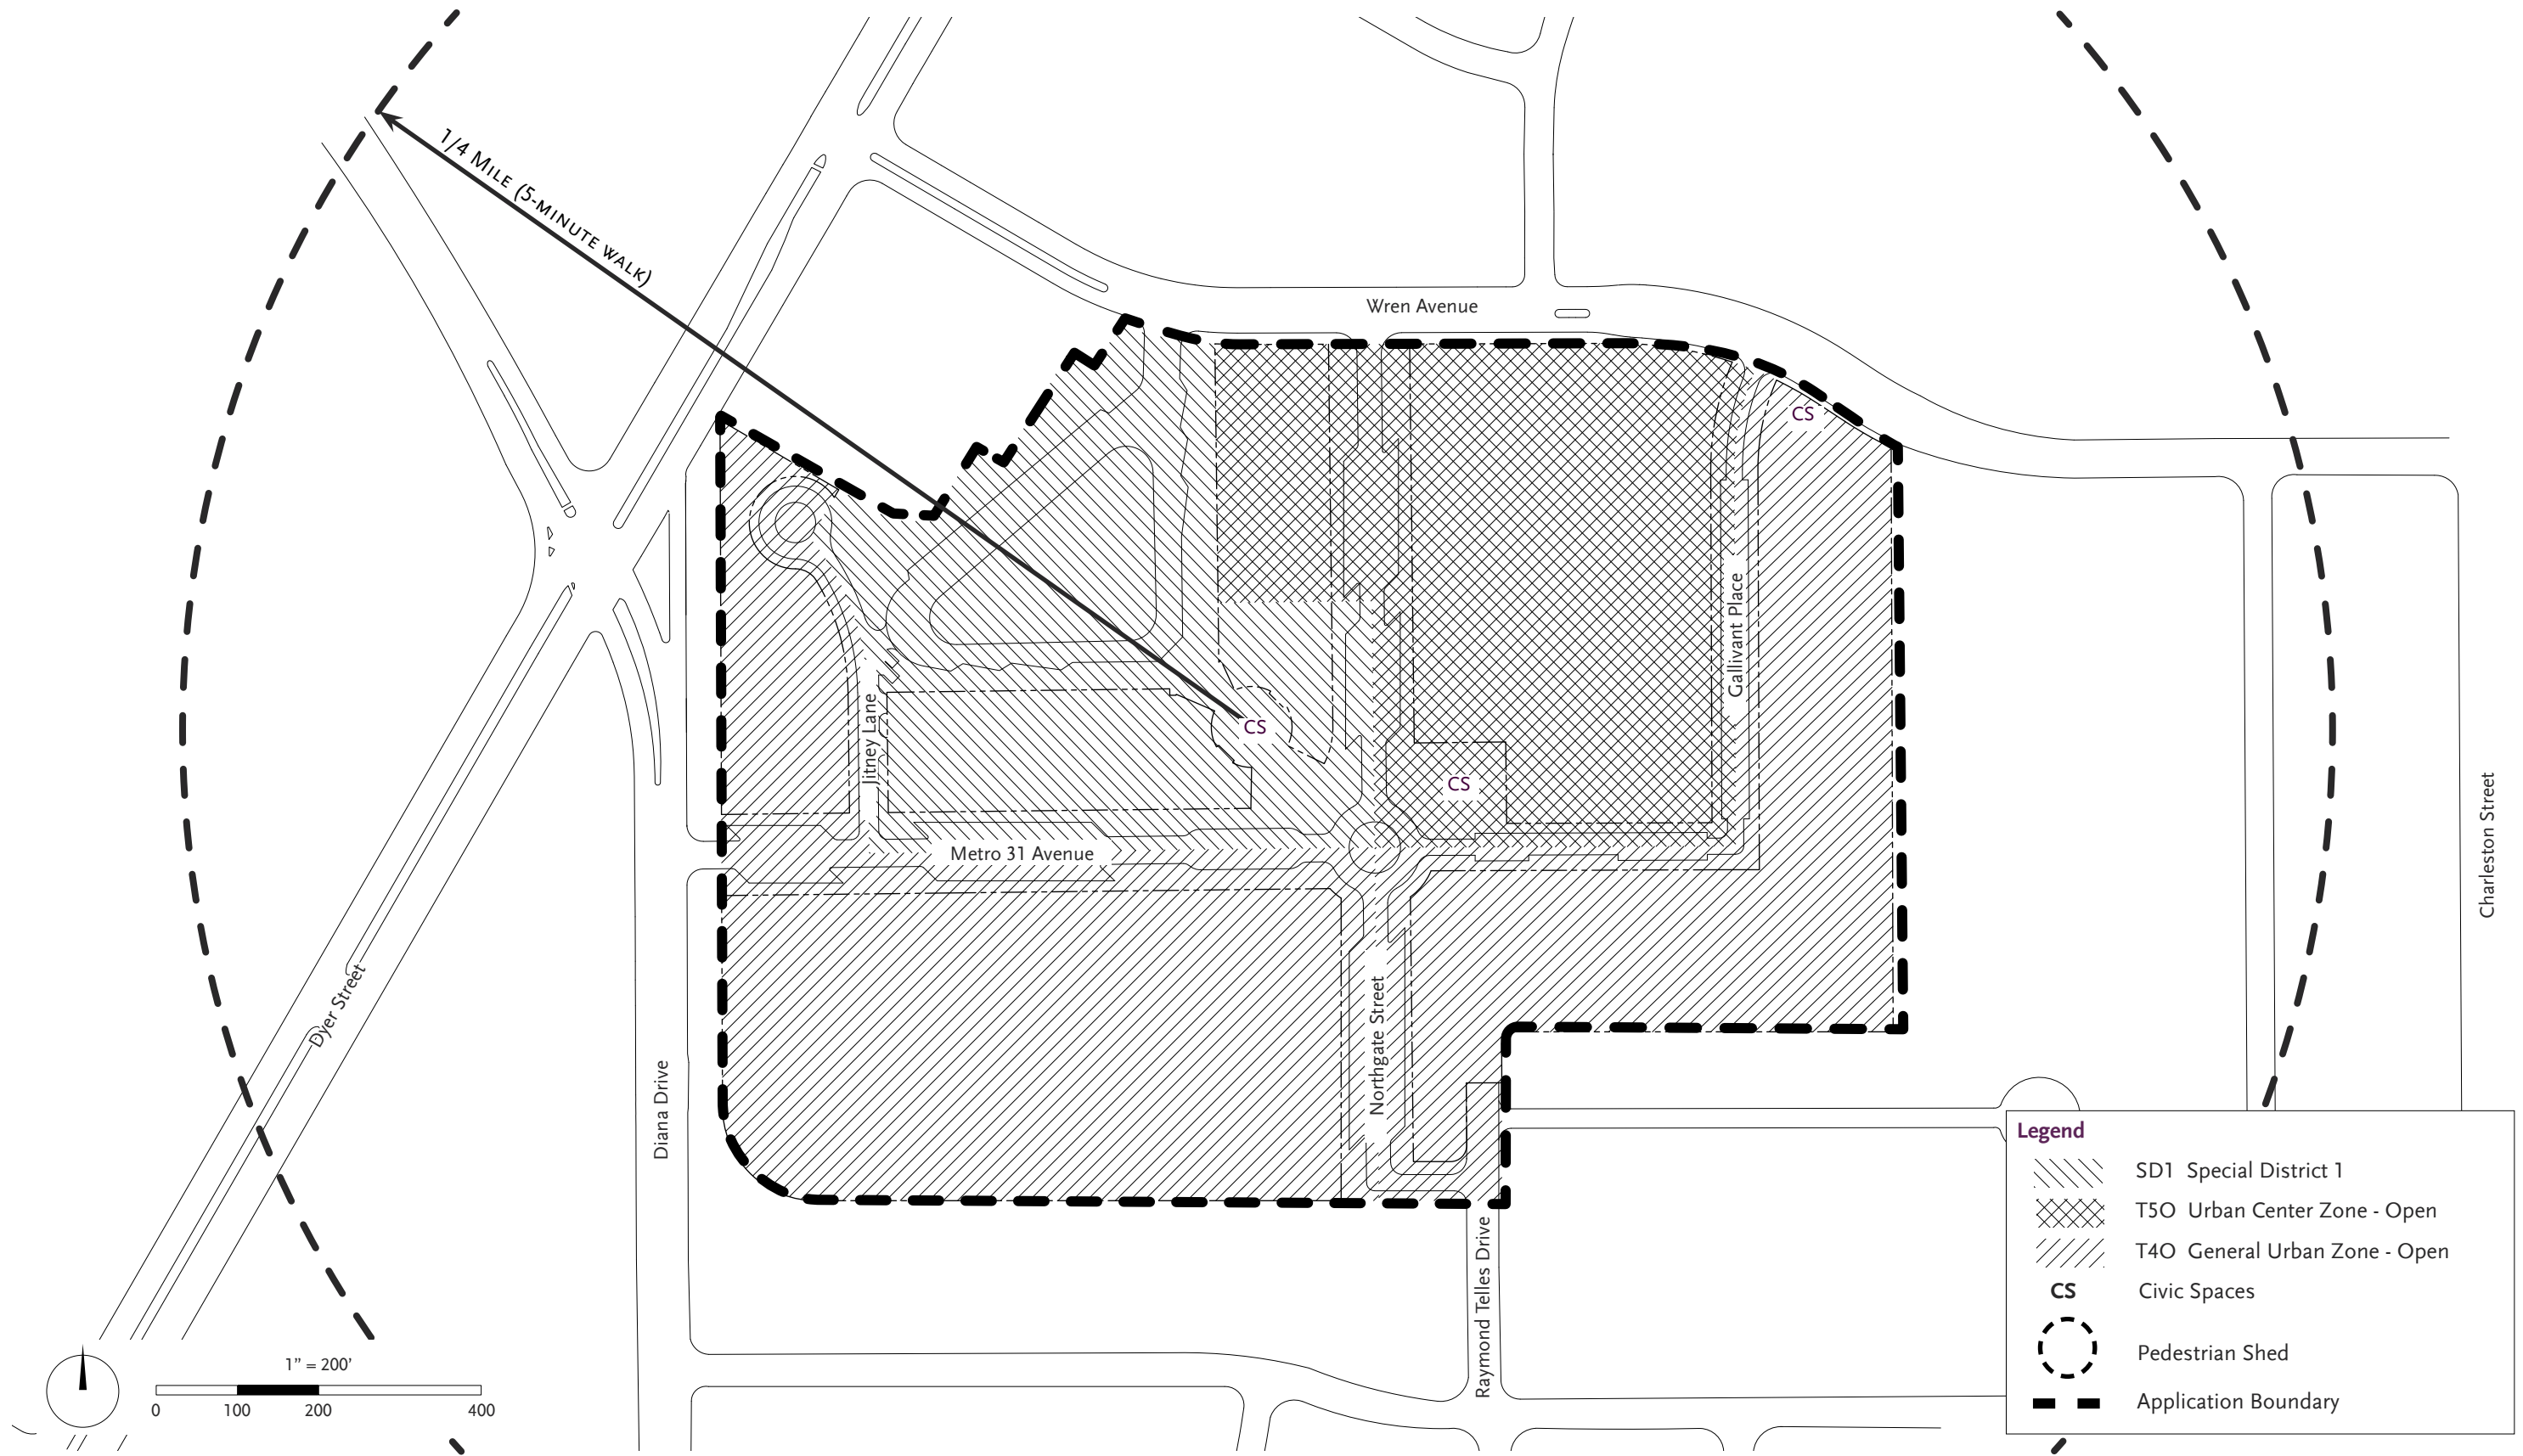 1/4 Mile (5-minute walk)
Wren Avenue
CS
Gallivant Place
Jitney Lane
CS
CS
Metro 31 Avenue
Charleston Street
Dyer Street
Northgate Street
Diana Drive
Raymond Telles Drive
Legend
SD1 Special District 1
T5O Urban Center Zone - Open
T4O General Urban Zone - Open
CS Civic Spaces
Pedestrian Shed
Application Boundary
1” = 200’
0 100 200 400